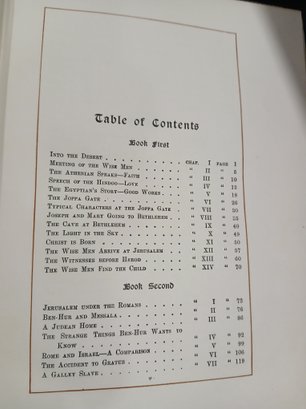 Table of Contents
Book First
INTO THE DESERT . . . . . . . . . CHAP. I PAGE 1
MEETING OF THE WISE MEN . . . . . . " II " 5
THE ATHENIAN SPEAKS—FAITH . . . . . " III " 10
SPEECH OF THE HINDOO—LOVE . . . . . " IV " 13
THE EGYPTIAN'S STORY—GOOD WORKS . . . " V " 18
THE JOPPA GATE . . . . . . . . . " VI " 26
TYPICAL CHARACTERS AT THE JOPPA GATE . . " VII " 30
JOSEPH AND MARY GOING TO BETHLEHEM . . " VIII " 35
THE CAVE AT BETHLEHEM . . . . . . " IX " 40
THE LIGHT IN THE SKY . . . . . . . " X " 49
CHRIST IS BORN . . . . . . . . . " XI " 50
THE WISE MEN ARRIVE AT JERUSALEM . . . " XII " 57
THE WITNESSES BEFORE HEROD . . . . . " XIII " 60
THE WISE MEN FIND THE CHILD . . . . . " XIV " 70
Book Second
JERUSALEM UNDER THE ROMANS . . . . . " I " 73
BEN-HUR AND MESSALA . . . . . . . " II " 76
A JUDEAN HOME . . . . . . . . . " III " 86
THE STRANGE THINGS BEN-HUR WANTS TO
KNOW . . . . . . . . . . . " IV " 92
ROME AND ISRAEL—A COMPARISON . . . . " V " 99
THE ACCIDENT TO GRATUS . . . . . . " VI " 106
A GALLEY SLAVE . . . . . . . . . " VII " 119